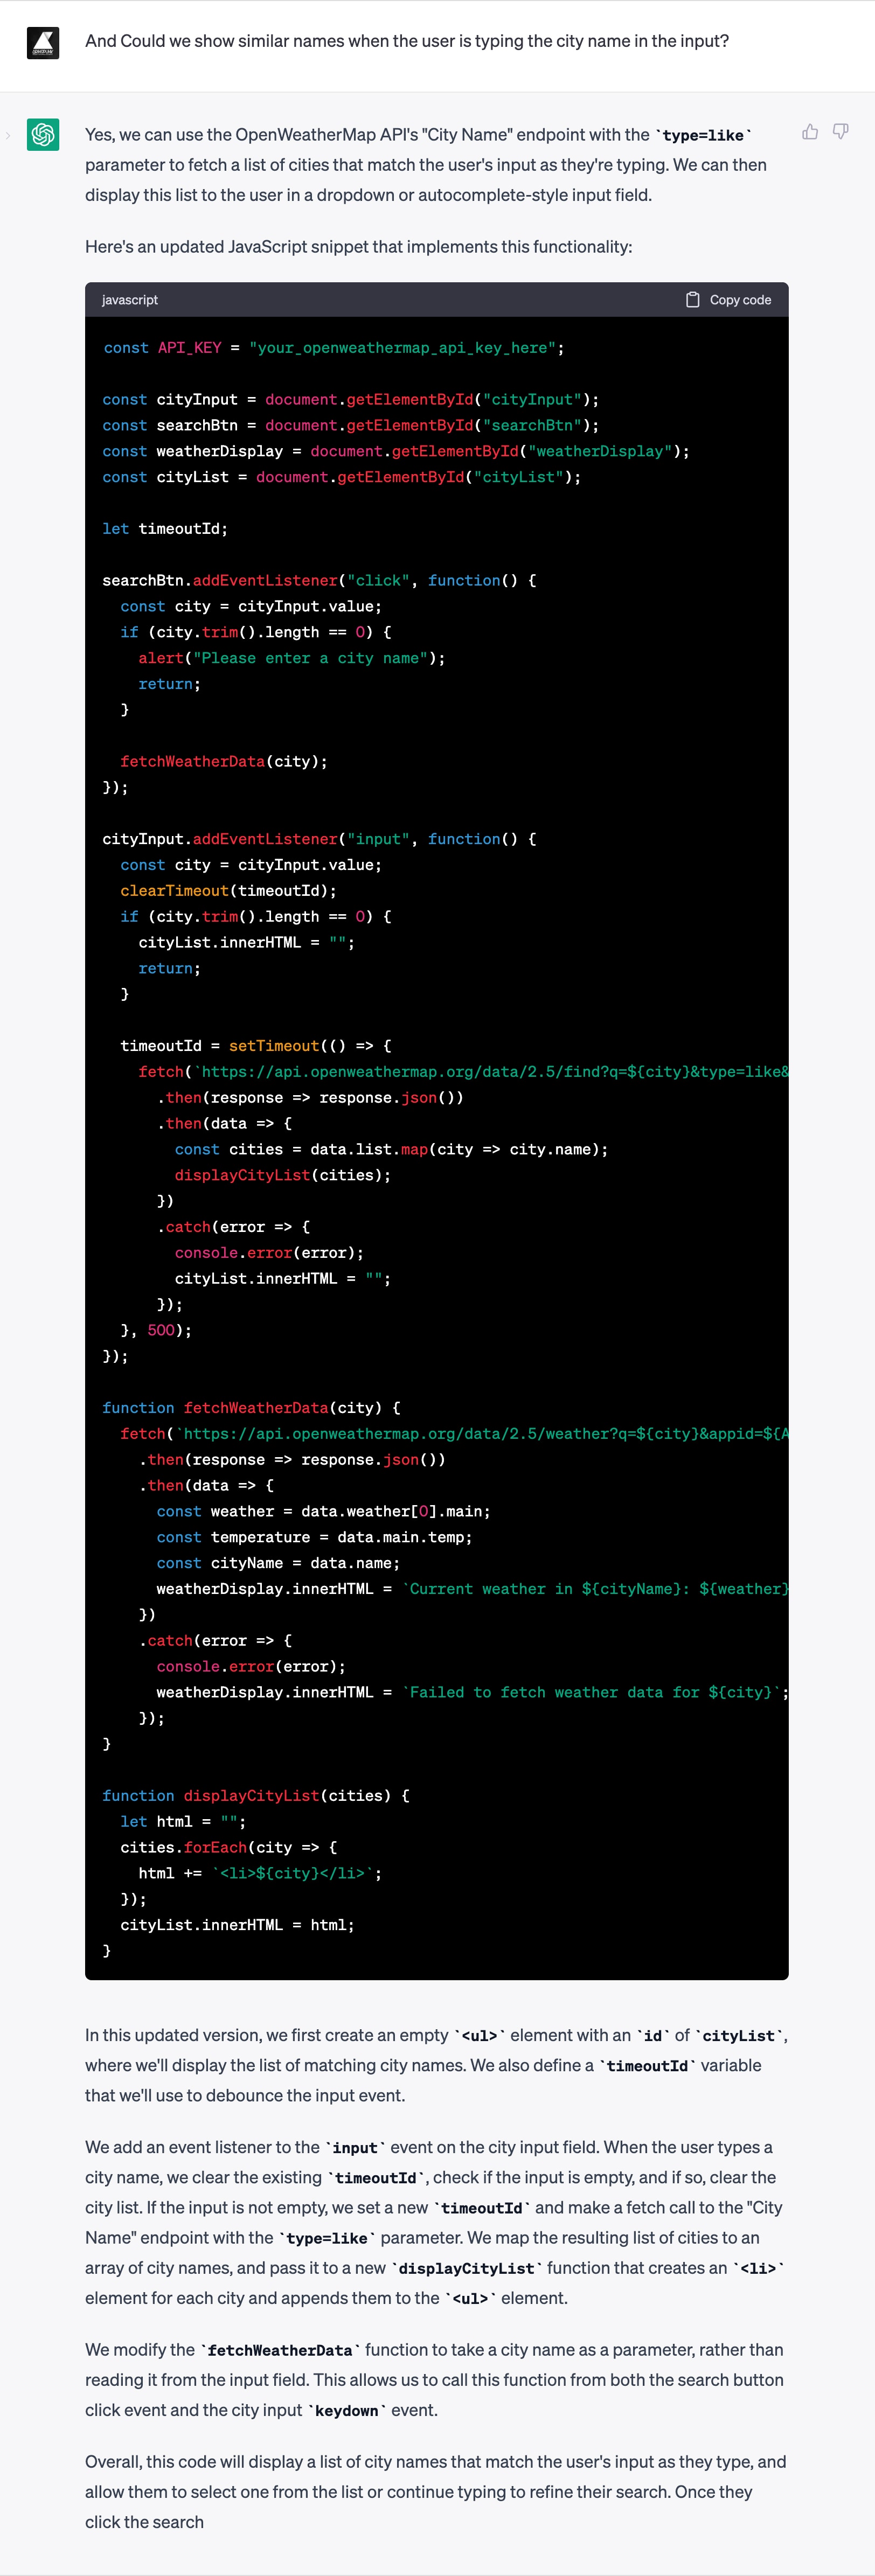 And Could we show similar names when the user is typing the city name in the input?
Yes, we can use the OpenWeatherMap API's "City Name" endpoint with the `type=like`
parameter to fetch a list of cities that match the user's input as they're typing. We can then
display this list to the user in a dropdown or autocomplete-style input field.
Here's an updated JavaScript snippet that implements this functionality:
javascript
Copy code
const API_KEY = "your_openweathermap_api_key_here";
const cityInput = document.getElementById("cityInput");
const searchBtn = document.getElementById("searchBtn");
const weatherDisplay = document.getElementById("weatherDisplay");
const cityList = document.getElementById("cityList");
let timeoutId;
searchBtn.addEventListener("click", function() {
  const city = cityInput.value;
  if (city.trim().length == 0) {
    alert("Please enter a city name");
    return;
  }
  fetchWeatherData(city);
});
cityInput.addEventListener("input", function() {
  const city = cityInput.value;
  clearTimeout(timeoutId);
  if (city.trim().length == 0) {
    cityList.innerHTML = "";
    return;
  }
  timeoutId = setTimeout(() => {
    fetch(`https://api.openweathermap.org/data/2.5/find?q=${city}&type=like&
      .then(response => response.json())
      .then(data => {
        const cities = data.list.map(city => city.name);
        displayCityList(cities);
      })
      .catch(error => {
        console.error(error);
        cityList.innerHTML = "";
      });
  }, 500);
});
function fetchWeatherData(city) {
  fetch(`https://api.openweathermap.org/data/2.5/weather?q=${city}&appid=${A
    .then(response => response.json())
    .then(data => {
      const weather = data.weather[0].main;
      const temperature = data.main.temp;
      const cityName = data.name;
      weatherDisplay.innerHTML = `Current weather in ${cityName}: ${weather}
    })
    .catch(error => {
      console.error(error);
      weatherDisplay.innerHTML = `Failed to fetch weather data for ${city}`;
    });
}
function displayCityList(cities) {
  let html = "";
  cities.forEach(city => {
    html += `<li>${city}</li>`;
  });
  cityList.innerHTML = html;
}
In this updated version, we first create an empty `<ul>` element with an `id` of `cityList`,
where we'll display the list of matching city names. We also define a `timeoutId` variable
that we'll use to debounce the input event.
We add an event listener to the `input` event on the city input field. When the user types a
city name, we clear the existing `timeoutId`, check if the input is empty, and if so, clear the
city list. If the input is not empty, we set a new `timeoutId` and make a fetch call to the "City
Name" endpoint with the `type=like` parameter. We map the resulting list of cities to an
array of city names, and pass it to a new `displayCityList` function that creates an `<li>`
element for each city and appends them to the `<ul>` element.
We modify the `fetchWeatherData` function to take a city name as a parameter, rather than
reading it from the input field. This allows us to call this function from both the search button
click event and the city input `keydown` event.
Overall, this code will display a list of city names that match the user's input as they type, and
allow them to select one from the list or continue typing to refine their search. Once they
click the search